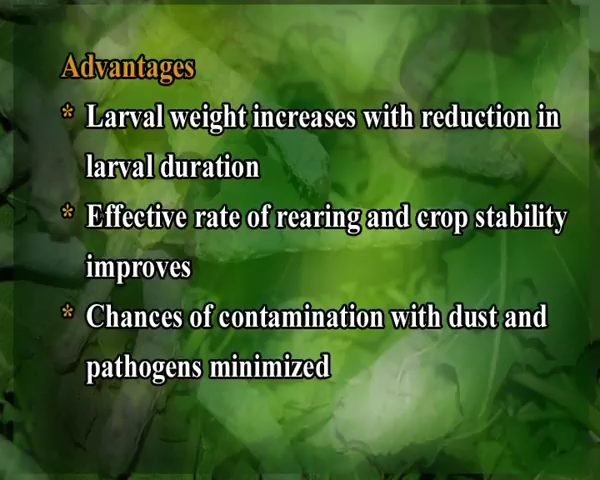 Advantages
* Larval weight increases with reduction in
larval duration
* Effective rate of rearing and crop stability
improves
* Chances of contamination with dust and
pathogens minimized